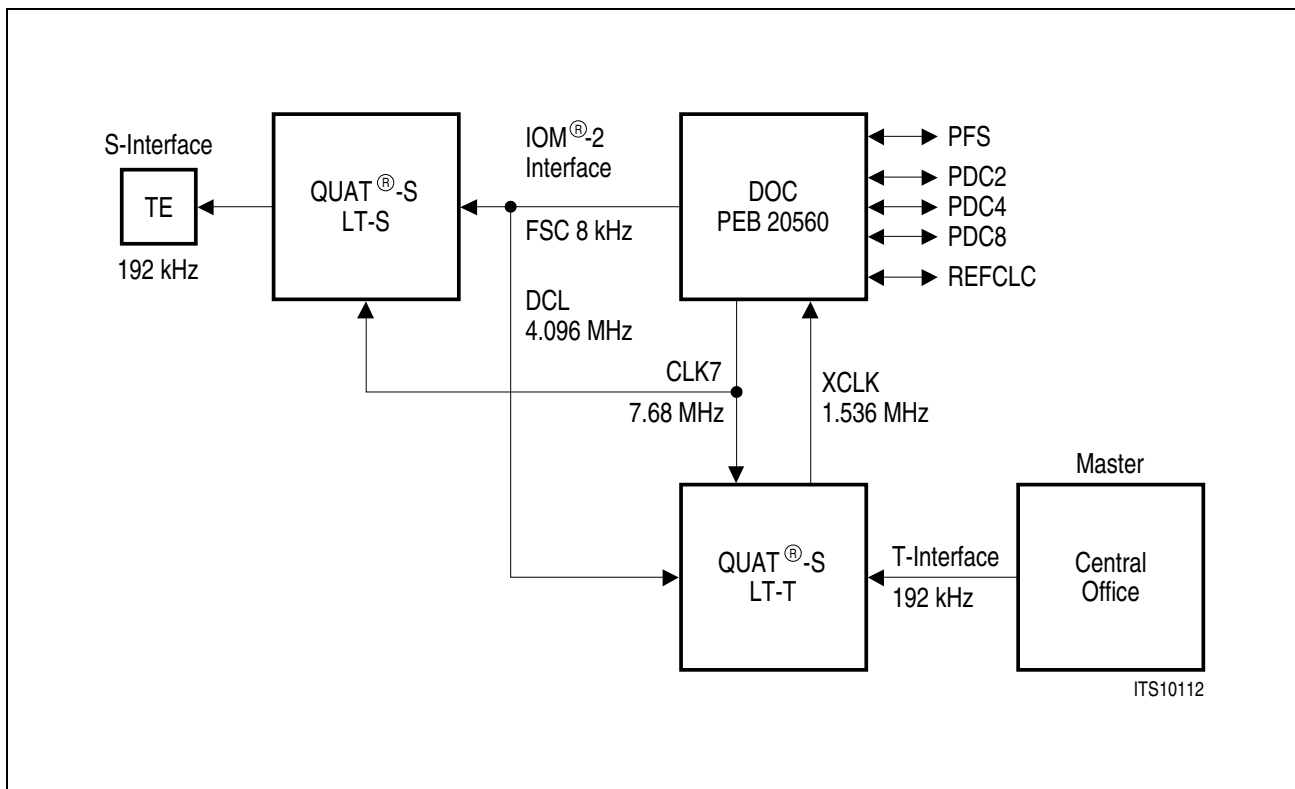 S-Interface
TE
192 kHz
QUAT®-S
LT-S
IOM®-2
Interface
FSC 8 kHz
DCL
4.096 MHz
DOC
PEB 20560
PFS
PDC2
PDC4
PDC8
REFCLC
CLK7
7.68 MHz
XCLK
1.536 MHz
QUAT®-S
LT-T
T-Interface
192 kHz
Master
Central
Office
ITS10112